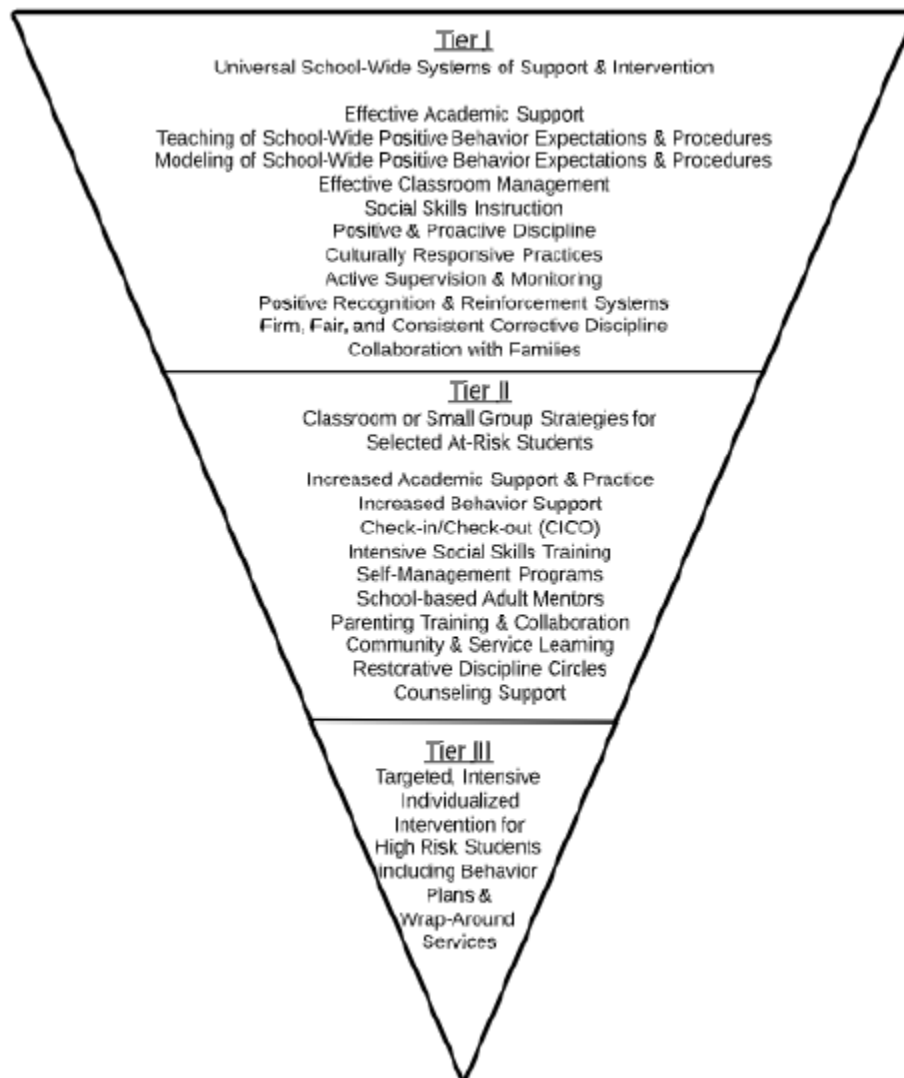 Tier I
Universal School-Wide Systems of Support & Intervention
Effective Academic Support
Teaching of School-Wide Positive Behavior Expectations & Procedures
Modeling of School-Wide Positive Behavior Expectations & Procedures
Effective Classroom Management
Social Skills Instruction
Positive & Proactive Discipline
Culturally Responsive Practices
Active Supervision & Monitoring
Positive Recognition & Reinforcement Systems
Firm, Fair, and Consistent Corrective Discipline
Collaboration with Families
Tier II
Classroom or Small Group Strategies for
Selected At-Risk Students
Increased Academic Support & Practice
Increased Behavior Support
Check-in/Check-out (CICO)
Intensive Social Skills Training
Self-Management Programs
School-based Adult Mentors
Parenting Training & Collaboration
Community & Service Learning
Restorative Discipline Circles
Counseling Support
Tier III
Targeted, Intensive
Individualized
Intervention for
High Risk Students
including Behavior
Plans &
Wrap-Around
Services